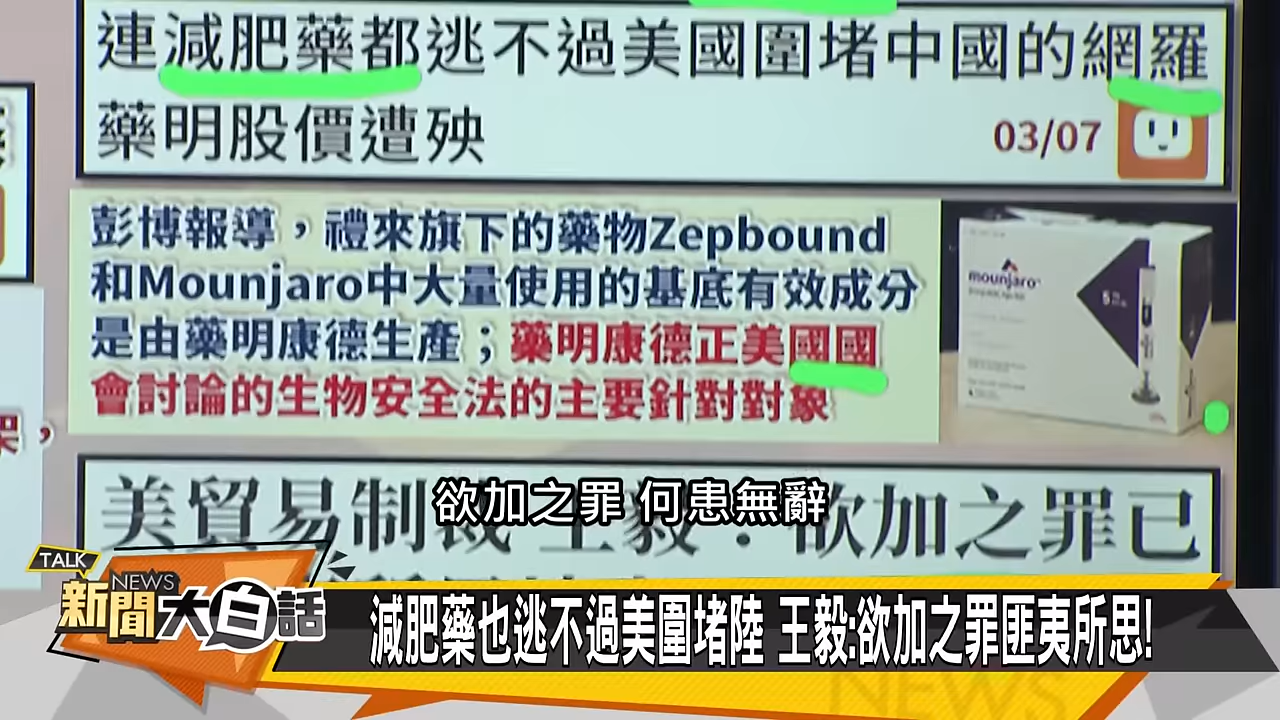 連減肥藥都逃不過美國圍堵中國的網羅
藥明股價遭殃
03/07
彭博報導，禮來旗下的藥物Zepbound
和Mounjaro中大量使用的基底有效成分
是由藥明康德生產；藥明康德正美國國
會討論的生物安全法的主要針對對象
mounjaro
5
架，
美貿易制裁 王毅：欲加之罪已
欲加之罪 何患無辭
TALK
NEWS
新聞大白話
減肥藥也逃不過美圍堵陸 王毅:欲加之罪匪夷所思!
NEWS